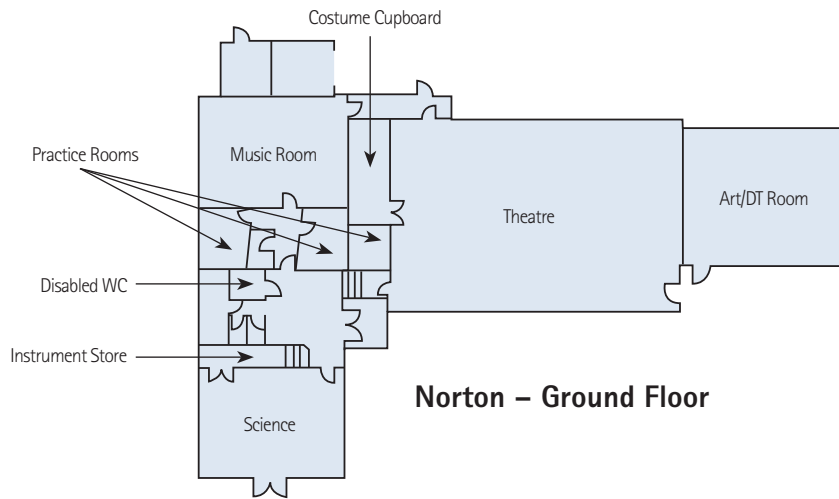 Costume Cupboard
Practice Rooms
Music Room
Theatre
Art/DT Room
Disabled WC
Instrument Store
Norton – Ground Floor
Science